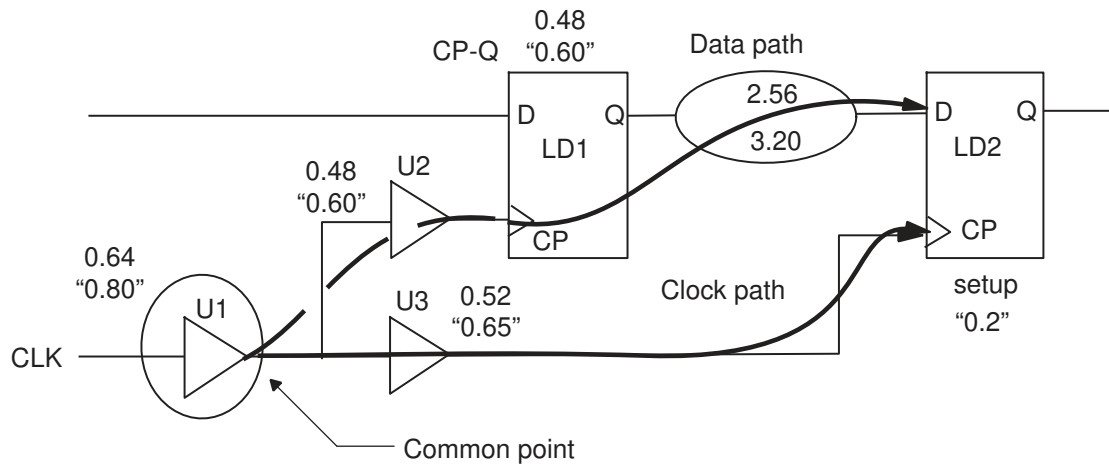 0.48
CP-Q “0.60” Data path
D Q 2.56 D Q
LD1 3.20 LD2
0.48 U2
“0.60”
CP CP
0.64
“0.80” U1 U3 0.52 Clock path setup
“0.65” “0.2”
CLK
Common point